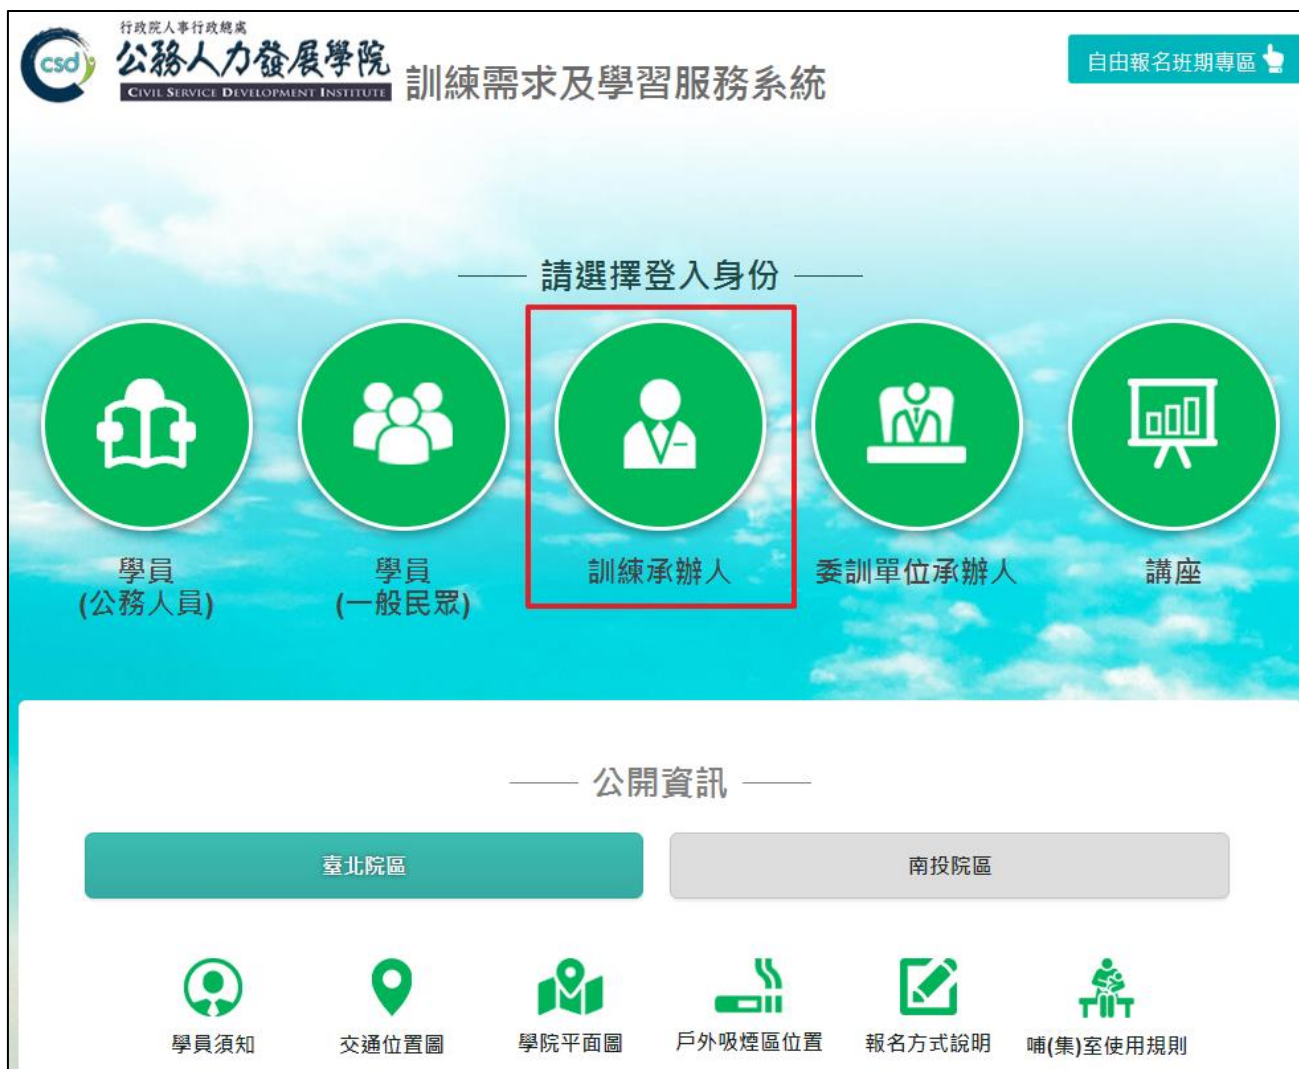 行政院人事行政總處
csdi
公務人力發展學院
CIVIL SERVICE DEVELOPMENT INSTITUTE
訓練需求及學習服務系統
自由報名班期專區
請選擇登入身份
學員
(公務人員)
學員
(一般民眾)
訓練承辦人
委訓單位承辦人
講座
公開資訊
臺北院區
南投院區
學員須知
交通位置圖
學院平面圖
戶外吸煙區位置
報名方式說明
哺(集)室使用規則